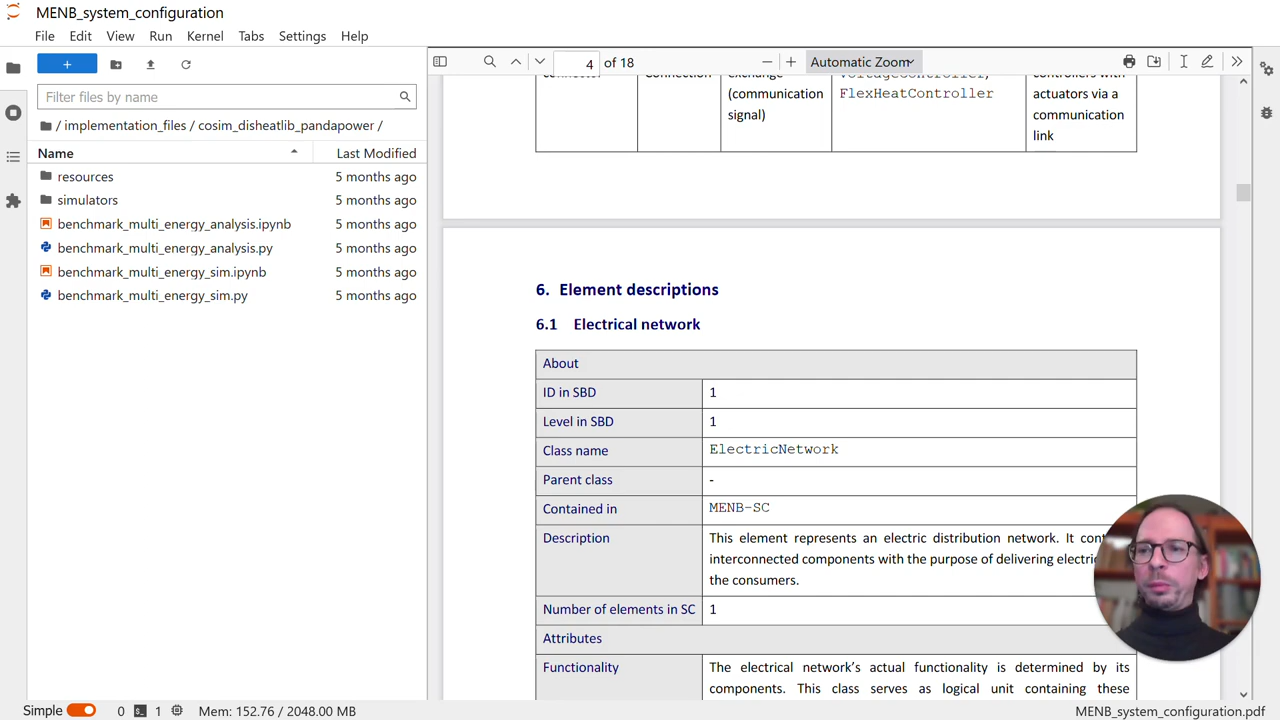 MENB_system_configuration
File Edit View Run Kernel Tabs Settings Help
+
Filter files by name
/ implementation_files / cosim_disheatlib_pandapower /
Name Last Modified
resources 5 months ago
simulators 5 months ago
benchmark_multi_energy_analysis.ipynb 5 months ago
benchmark_multi_energy_analysis.py 5 months ago
benchmark_multi_energy_sim.ipynb 5 months ago
benchmark_multi_energy_sim.py 5 months ago
4 of 18
Automatic Zoom
exchange
(communication
signal)
FlexHeatController
controllers with
actuators via a
communication
link
6. Element descriptions
6.1 Electrical network
About
ID in SBD 1
Level in SBD 1
Class name ElectricNetwork
Parent class -
Contained in MENB-SC
Description This element represents an electric distribution network. It
interconnected components with the purpose of delivering
the consumers.
Number of elements in SC 1
Attributes
Functionality The electrical network's actual functionality is determined by its
components. This class serves as logical unit containing these
Simple 0 1 Mem: 152.76 / 2048.00 MB
MENB_system_configuration.pdf